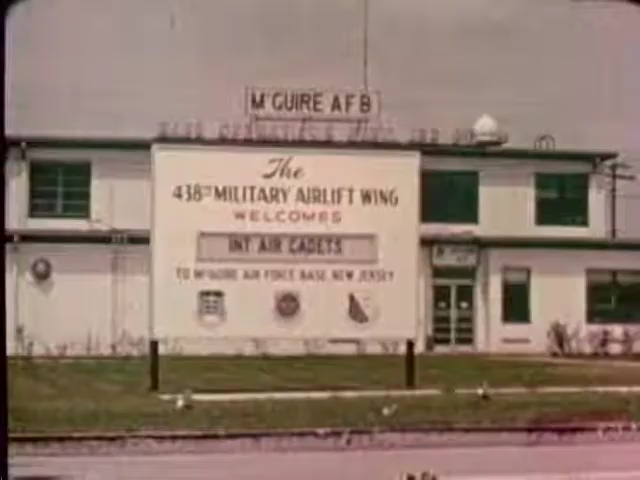 McGUIRE AFB
The
438TH MILITARY AIRLIFT WING
WELCOMES
INT AIR CADETS
TO McGUIRE AIR FORCE BASE, NEW JERSEY